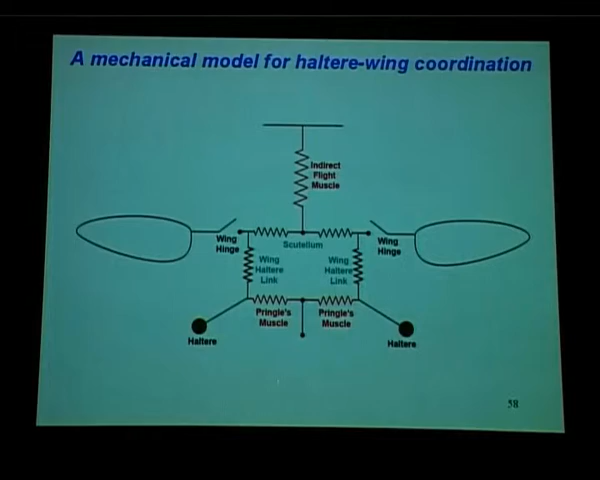 A mechanical model for haltere-wing coordination
Indirect
Flight
Muscle
Wing
Hinge
Scutellum
Wing
Hinge
Wing
Haltere
Link
Wing
Haltere
Link
Pringle's
Muscle
Pringle's
Muscle
Haltere
Haltere
58